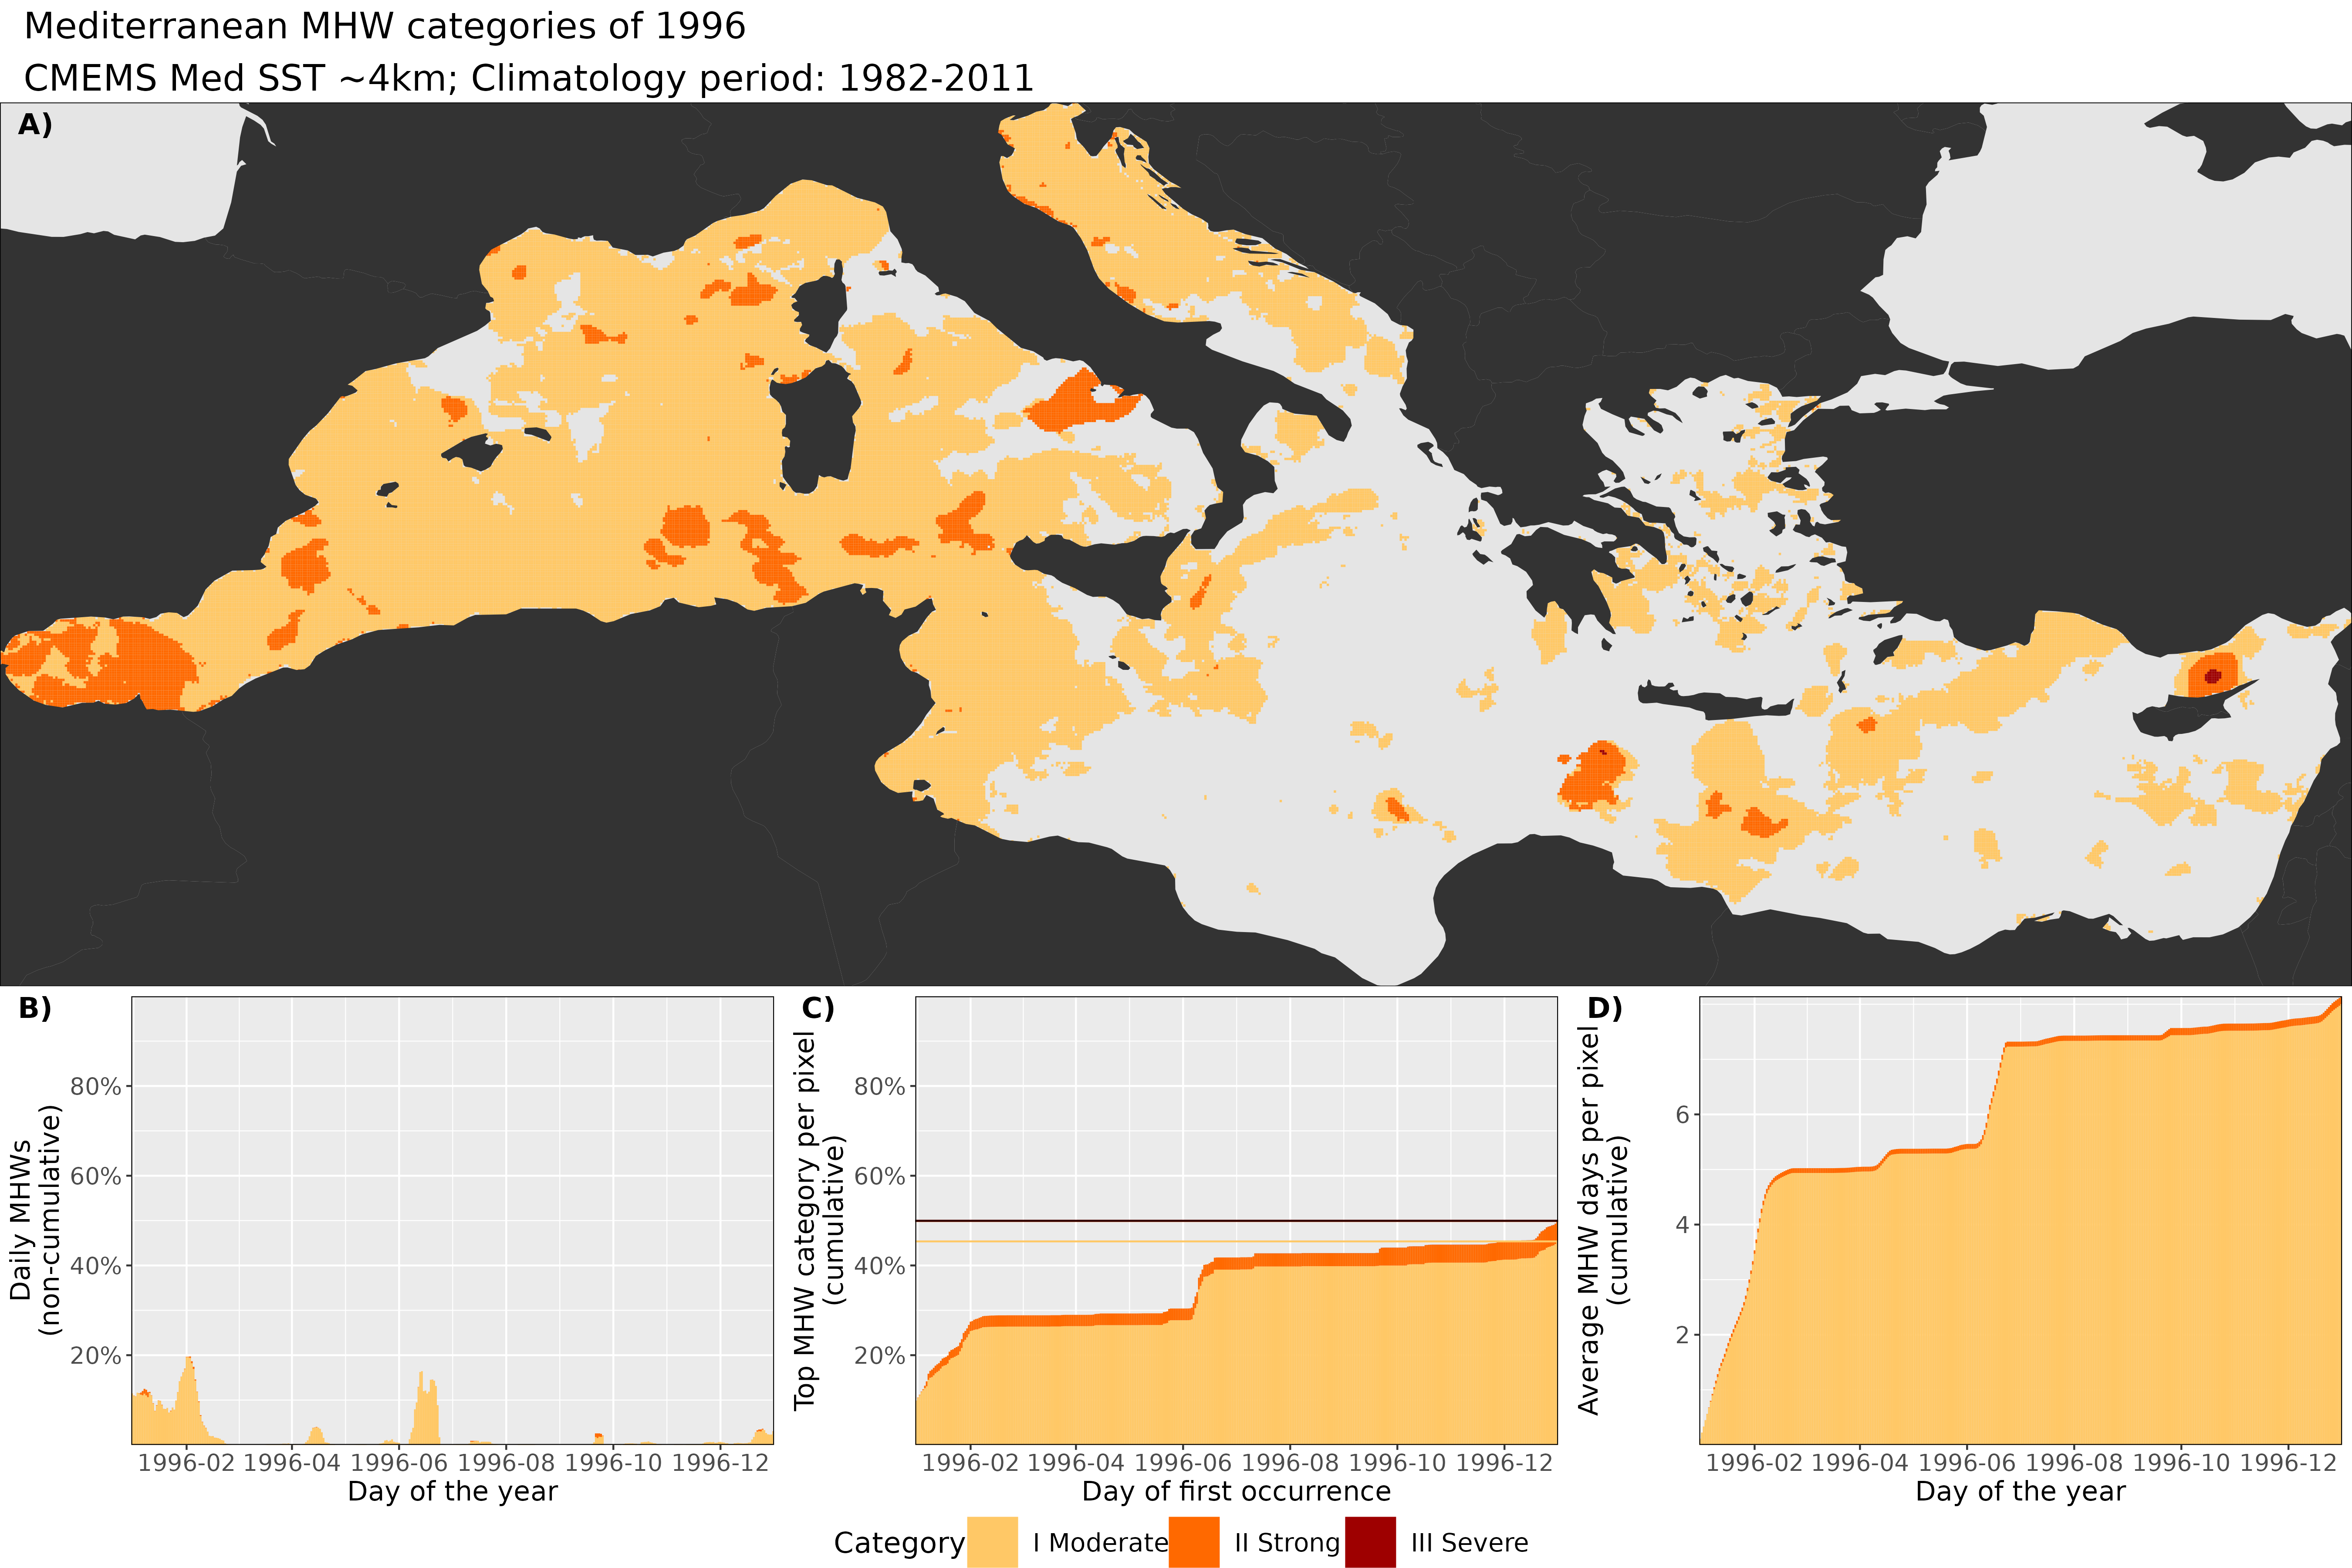 Mediterranean MHW categories of 1996
CMEMS Med SST ~4km; Climatology period: 1982-2011
A)
B)
Daily MHWs
(non-cumulative)
80%
60%
40%
20%
1996-02 1996-04 1996-06 1996-08 1996-10 1996-12
Day of the year
C)
Top MHW category per pixel
(cumulative)
80%
60%
40%
20%
1996-02 1996-04 1996-06 1996-08 1996-10 1996-12
Day of first occurrence
D)
Average MHW days per pixel
(cumulative)
6
4
2
1996-02 1996-04 1996-06 1996-08 1996-10 1996-12
Day of the year
Category I Moderate II Strong III Severe